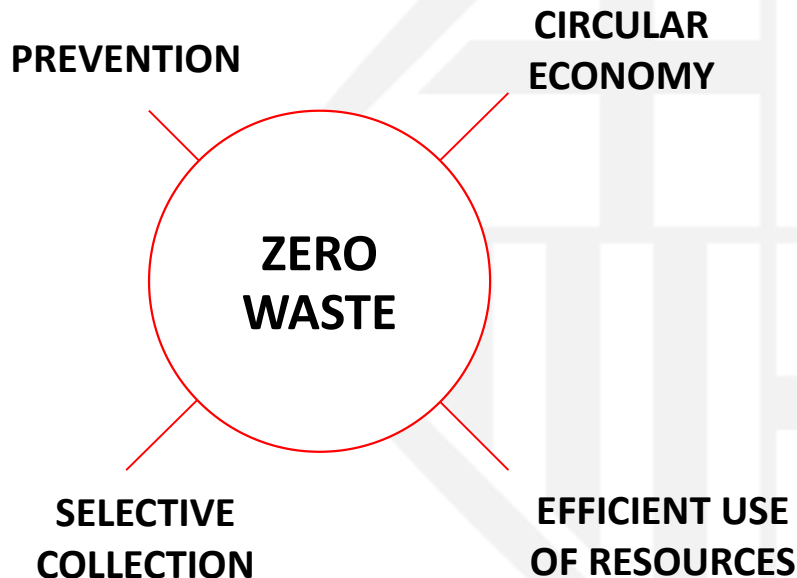 PREVENTION
CIRCULAR
ECONOMY
ZERO
WASTE
SELECTIVE
COLLECTION
EFFICIENT USE
OF RESOURCES